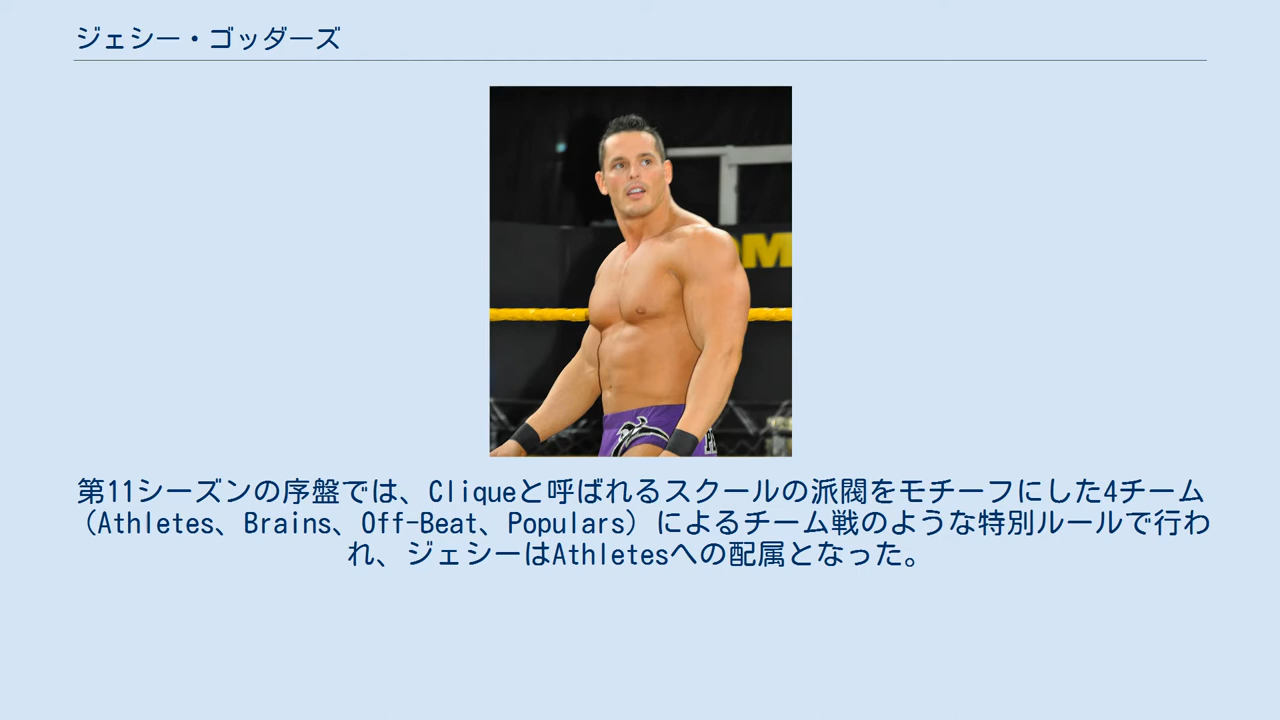 ジェシー・ゴッダーズ
第11シーズンの序盤では、Cliqueと呼ばれるスクールの派閥をモチーフにした4チーム
（Athletes、Brains、Off-Beat、Populars）によるチーム戦のような特別ルールで行わ
れ、ジェシーはAthletesへの配属となった。